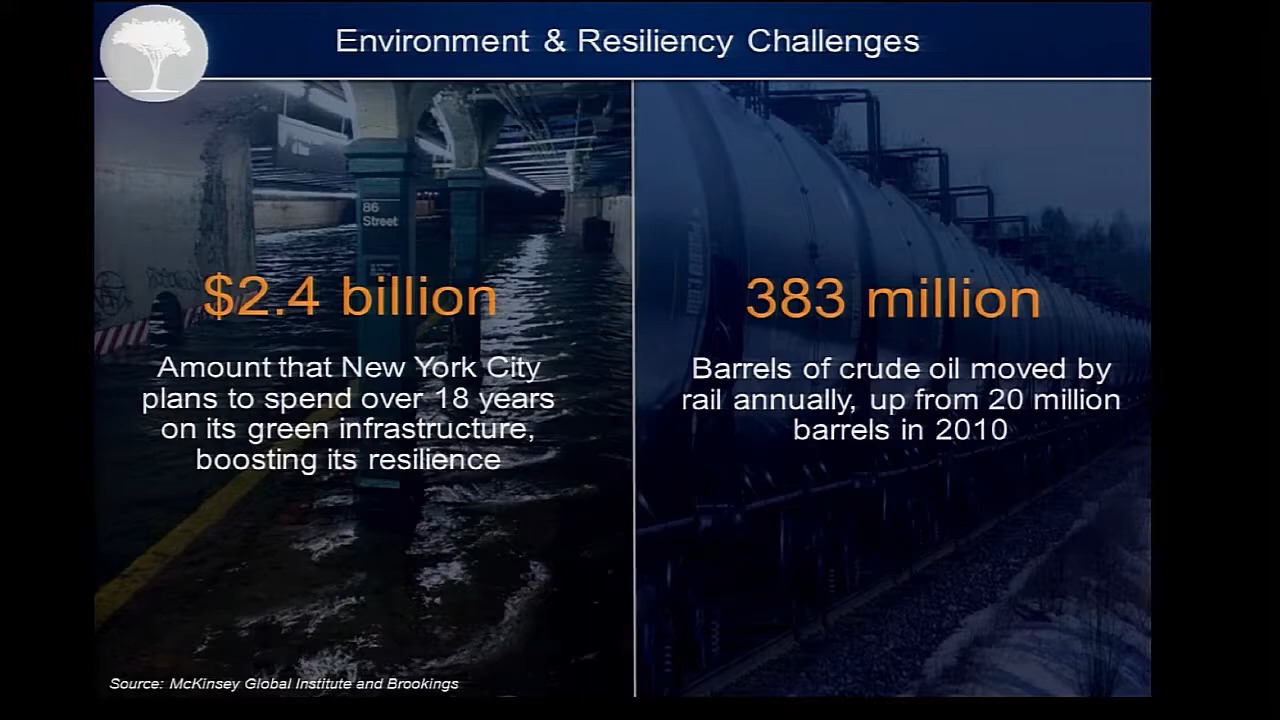 Environment & Resiliency Challenges
86
Street
$2.4 billion
Amount that New York City
plans to spend over 18 years
on its green infrastructure,
boosting its resilience
383 million
Barrels of crude oil moved by
rail annually, up from 20 million
barrels in 2010
Source: McKinsey Global Institute and Brookings